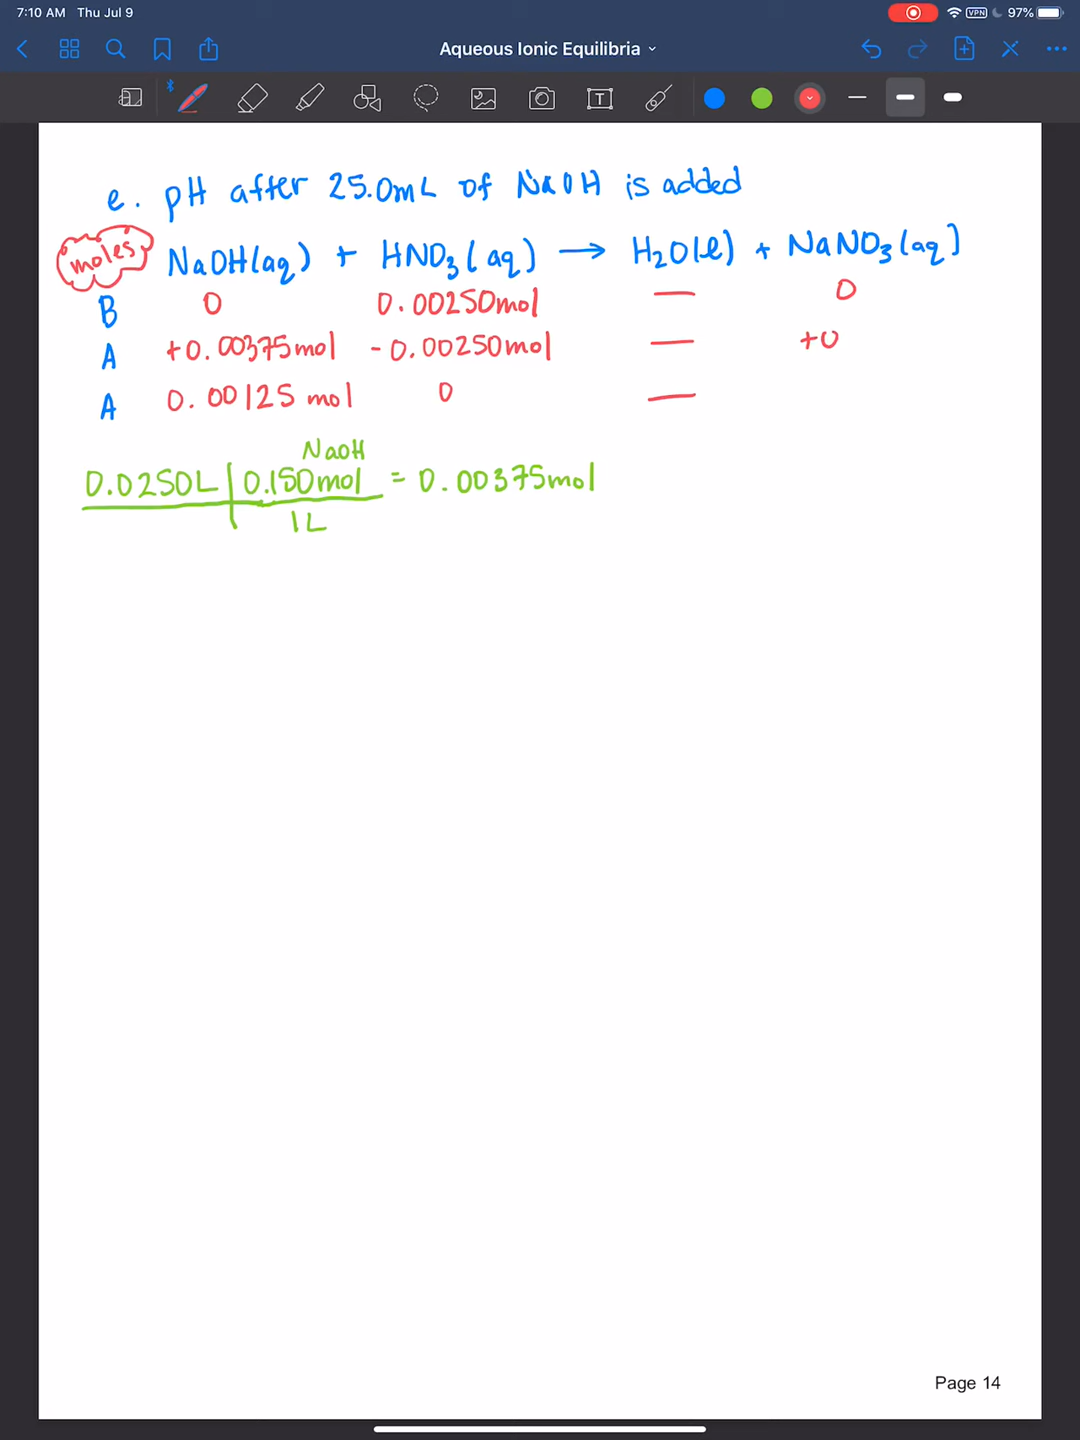 7:10 AM Thu Jul 9
VPN 97%
Aqueous Ionic Equilibria
e. pH after 25.0mL of NaOH is added
moles NaOH(aq) + HNO₃(aq) → H₂O(l) + NaNO₃(aq)
B 0 0.00250mol — 0
A +0.00375mol -0.00250mol — +0
A 0.00125 mol 0 —
NaOH
0.0250L | 0.150mol = 0.00375mol
1L
Page 14